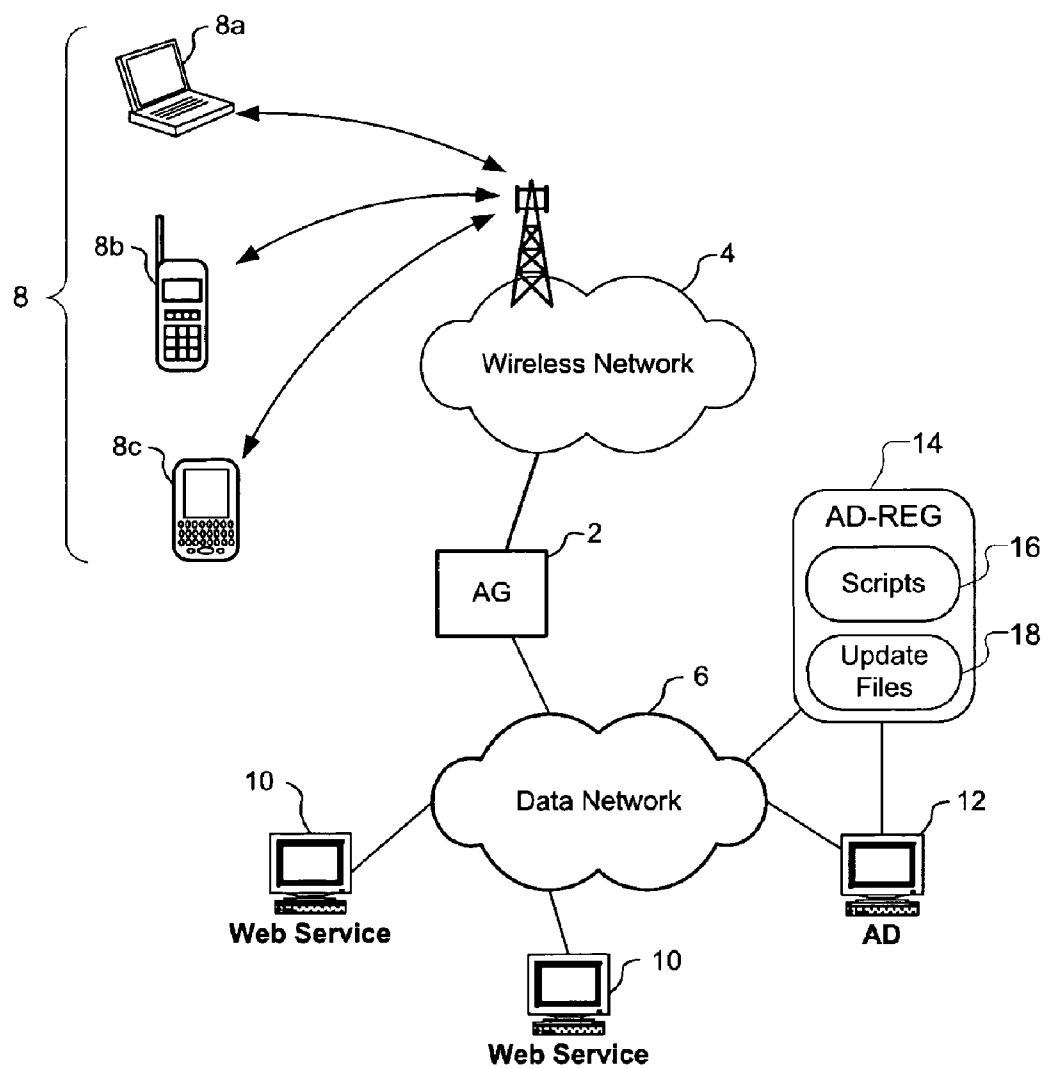 8a
8b
8
8c
4
Wireless Network
14
AD-REG
2
16
AG
Scripts
18
Update
Files
6
10
Data Network
12
Web Service
AD
10
Web Service